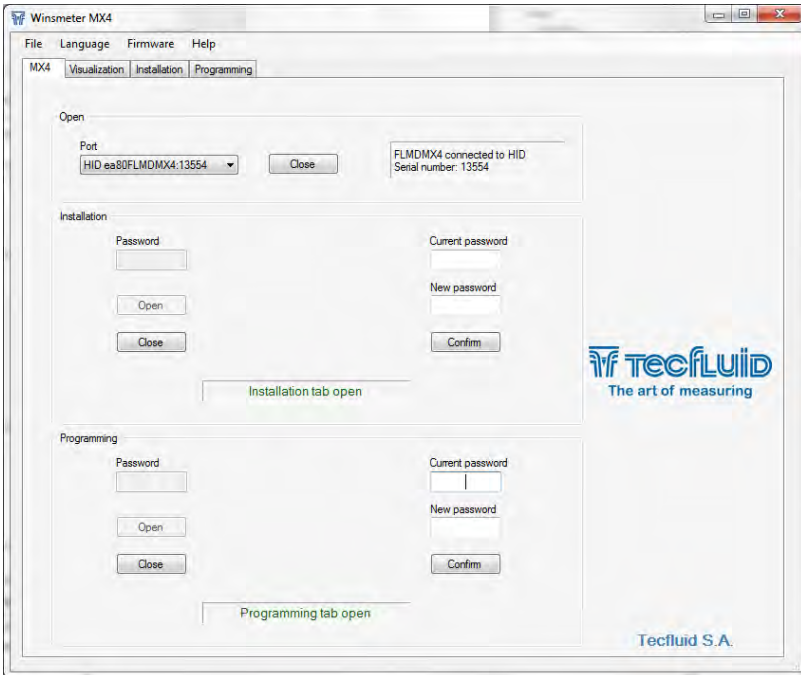 Winsmeter MX4
File Language Firmware Help
MX4 Visualization Installation Programming
Open
Port
HID ea80FLMDMX4:13554
Close
FLMDMX4 connected to HID
Serial number: 13554
Installation
Password
Current password
New password
Open
Close
Confirm
Installation tab open
TECFLUID
The art of measuring
Programming
Password
Current password
New password
Open
Close
Confirm
Programming tab open
Tecfluid S.A.